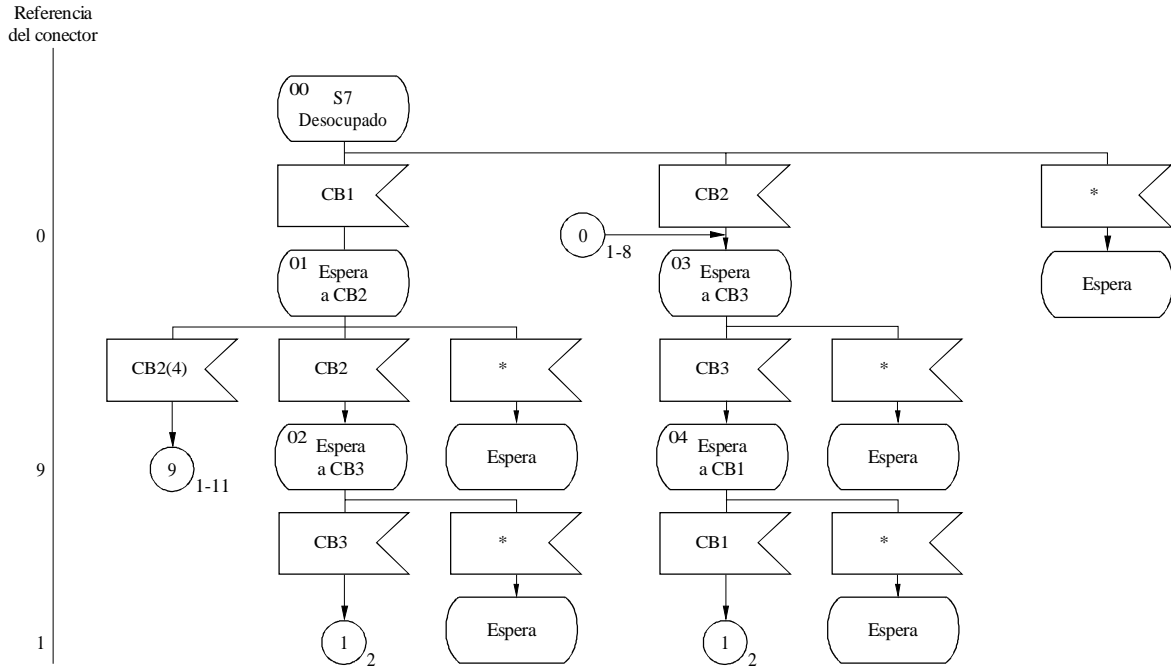 Referencia
del conector
00
S7
Desocupado
CB1
CB2
*
0
0
1-8
01
Espera
a CB2
03
Espera
a CB3
Espera
CB2(4)
CB2
*
CB3
*
9
9
1-11
02
Espera
a CB3
Espera
04
Espera
a CB1
Espera
CB3
*
CB1
*
1
1
2
Espera
1
2
Espera